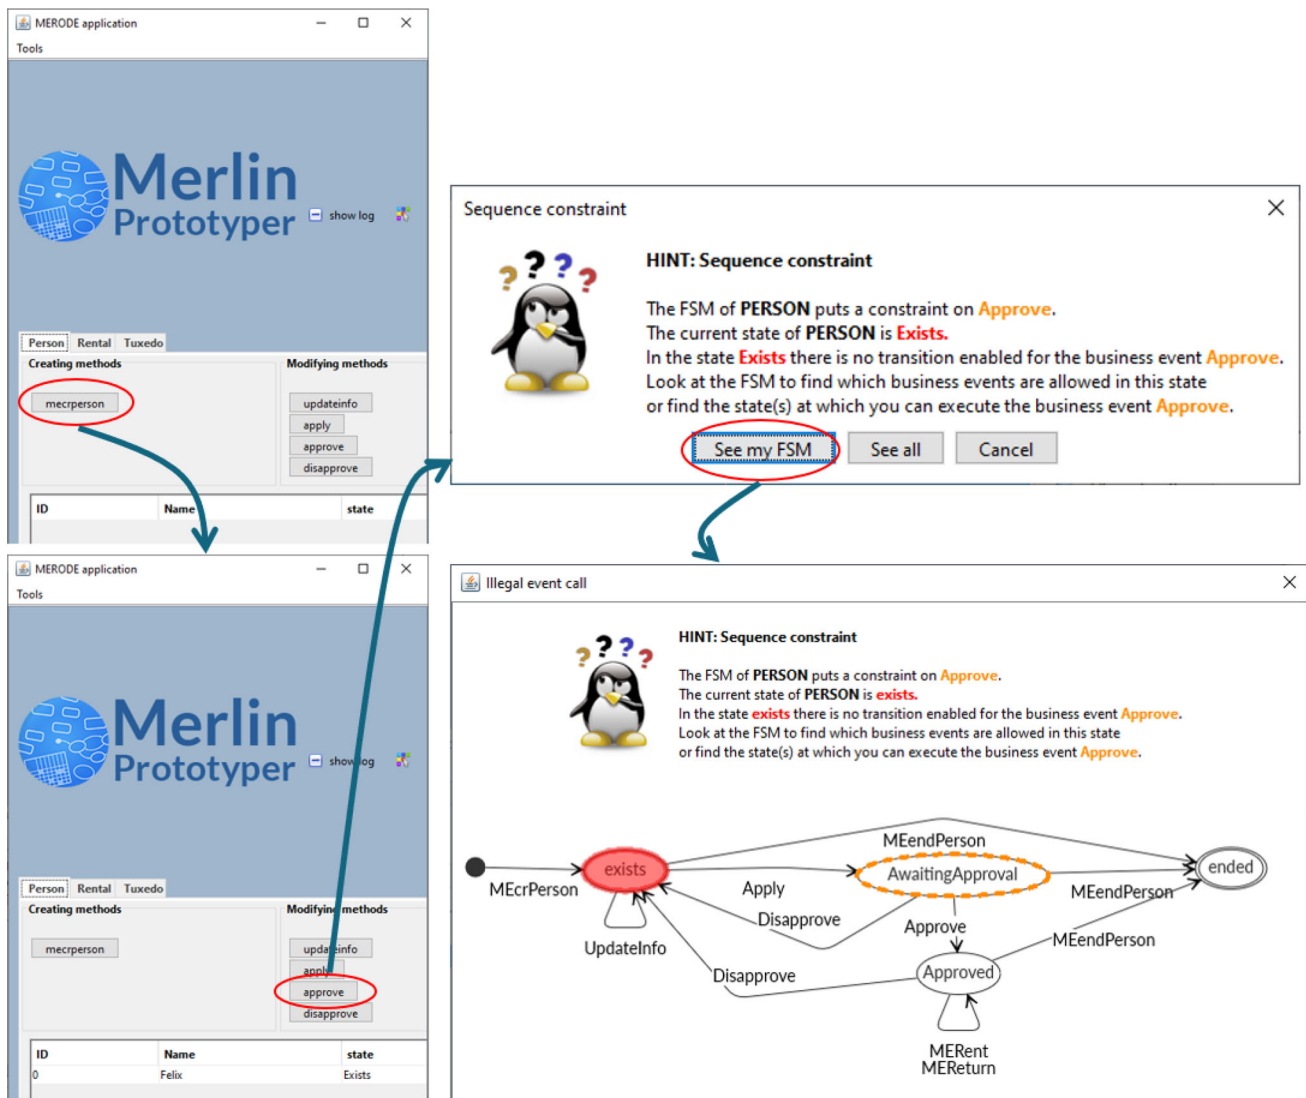 MERODE application
Tools
Merlin
Prototyper
show log
Person Rental Tuxedo
Creating methods
Modifying methods
mecrperson
updateinfo
apply
approve
disapprove
ID Name state
Sequence constraint
HINT: Sequence constraint
The FSM of PERSON puts a constraint on Approve.
The current state of PERSON is Exists.
In the state Exists there is no transition enabled for the business event Approve.
Look at the FSM to find which business events are allowed in this state
or find the state(s) at which you can execute the business event Approve.
See my FSM See all Cancel
MERODE application
Tools
Merlin
Prototyper
show log
Person Rental Tuxedo
Creating methods
Modifying methods
mecrperson
updateinfo
apply
approve
disapprove
ID Name state
0 Felix Exists
Illegal event call
HINT: Sequence constraint
The FSM of PERSON puts a constraint on Approve.
The current state of PERSON is exists.
In the state exists there is no transition enabled for the business event Approve.
Look at the FSM to find which business events are allowed in this state
or find the state(s) at which you can execute the business event Approve.
MEendPerson
exists
AwaitingApproval
ended
MEcrPerson
Apply
MEendPerson
Disapprove
Approve
UpdateInfo
MEendPerson
Disapprove
Approved
MERent
MEReturn